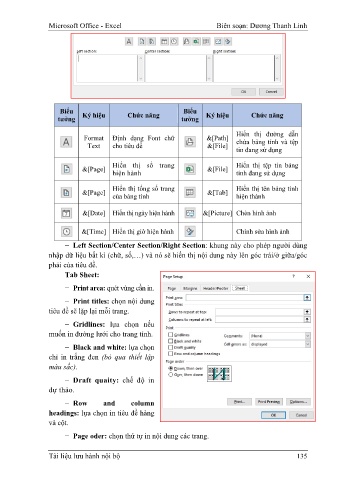 Microsoft Office - Excel Biên soạn: Dương Thanh Linh
Left section: Center section: Right section:
OK Cancel
Biểu tượng Ký hiệu Chức năng Biểu tượng Ký hiệu Chức năng
Format Text Định dạng Font chữ cho tiêu đề &[Path] &[File] Hiển thị đường dẫn chứa bảng tính và tệp tin đang sử dụng
&[Page] Hiển thị số trang hiện hành &[File] Hiển thị tệp tin bảng tính đang sử dụng
&[Page] Hiển thị tổng số trang của bảng tính &[Tab] Hiển thị tên bảng tính hiện thành
&[Date] Hiển thị ngày hiện hành &[Picture] Chèn hình ảnh
&[Time] Hiển thị giờ hiện hành Chỉnh sửa hình ảnh
− Left Section/Center Section/Right Section: khung này cho phép người dùng
nhập dữ liệu bất kì (chữ, số,…) và nó sẽ hiển thị nội dung này lên góc trái/ở giữa/góc
phải của tiêu đề.
Tab Sheet:
− Print area: quét vùng cần in.
− Print titles: chọn nội dung
tiêu đề sẽ lặp lại mỗi trang.
− Gridlines: lựa chọn nếu
muốn in đường lưới cho trang tính.
− Black and white: lựa chọn
chỉ in trắng đen (bỏ qua thiết lập
màu sắc).
− Draft quaity: chế độ in
dự thảo.
− Row and column
headings: lựa chọn in tiêu đề hàng
và cột.
Page Setup ? ×
Page Margins Header/Footer Sheet
Print area:
Print titles
Rows to repeat at top:
Columns to repeat at left:
Print
Gridlines Comments: (None)
Black and white Cell errors as: displayed
Draft quality
Row and column headings
Page order
Down, then over
Over, then down
Print... Print Preview Options...
OK Cancel
− Page oder: chọn thứ tự in nội dung các trang.
Tài liệu lưu hành nội bộ 135